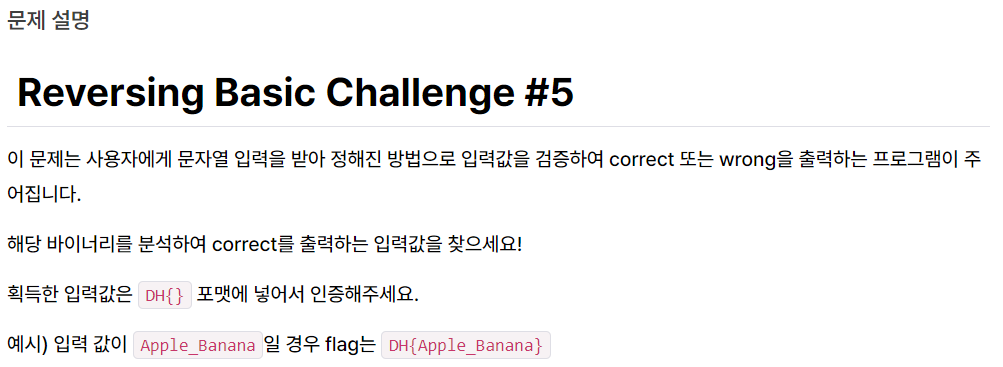 문제 설명
Reversing Basic Challenge #5
이 문제는 사용자에게 문자열 입력을 받아 정해진 방법으로 입력값을 검증하여 correct 또는 wrong을 출력하는 프로그램이 주
어집니다.
해당 바이너리를 분석하여 correct를 출력하는 입력값을 찾으세요!
획득한 입력값은 DH{} 포맷에 넣어서 인증해주세요.
예시) 입력 값이 Apple_Banana일 경우 flag는 DH{Apple_Banana}